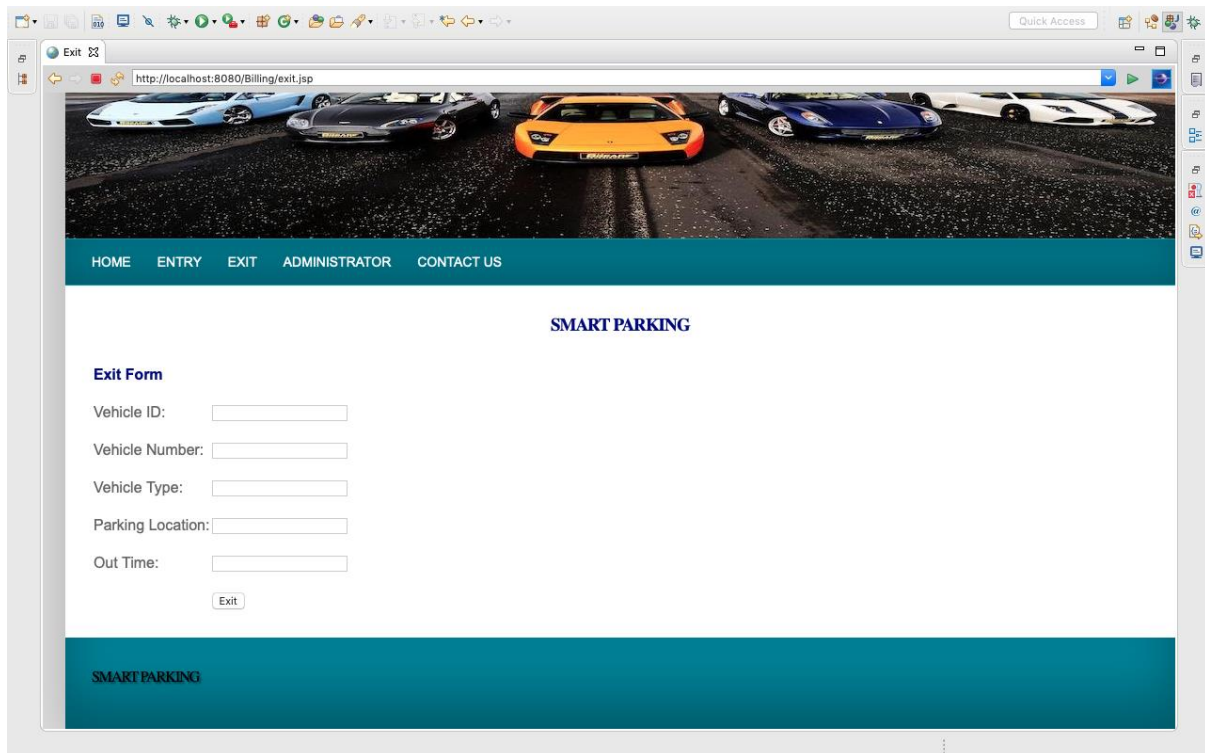 Quick Access
Exit
http://localhost:8080/Billing/exit.jsp
HOME ENTRY EXIT ADMINISTRATOR CONTACT US
SMART PARKING
Exit Form
Vehicle ID:
Vehicle Number:
Vehicle Type:
Parking Location:
Out Time:
Exit
SMART PARKING